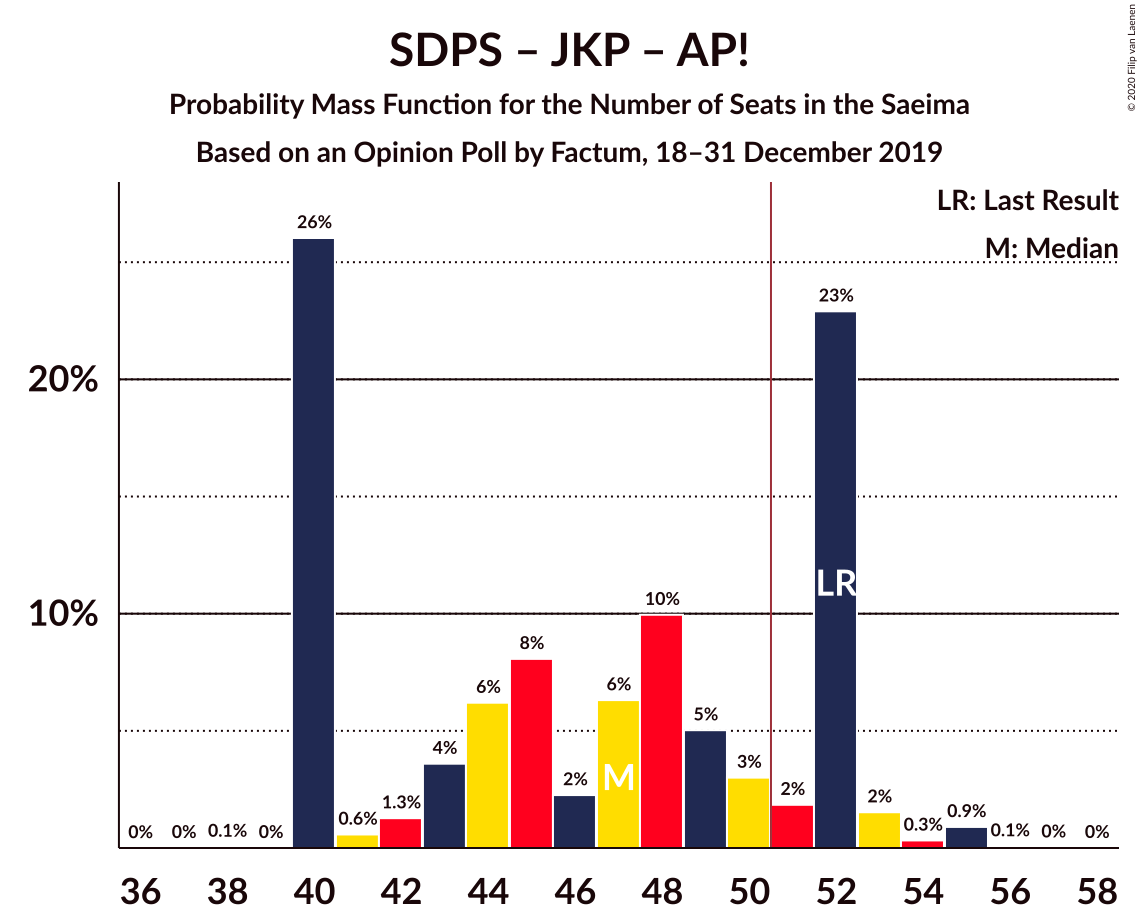 SDPS – JKP – AP!
Probability Mass Function for the Number of Seats in the Saeima
Based on an Opinion Poll by Factum, 18–31 December 2019
© 2020 Filip van Laenen
LR: Last Result
M: Median
20%
10%
0%
0%
0.1%
0%
26%
0.6%
1.3%
4%
6%
8%
2%
6%
10%
5%
3%
2%
23%
2%
0.3%
0.9%
0.1%
0%
0%
M
LR
36 38 40 42 44 46 48 50 52 54 56 58